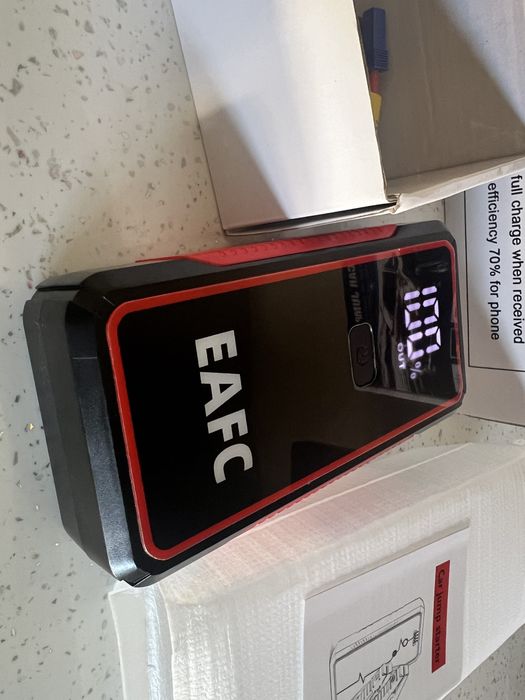 full charge when received
efficiency 70% for phone
100%
OUT
EAFC
Car jump starter